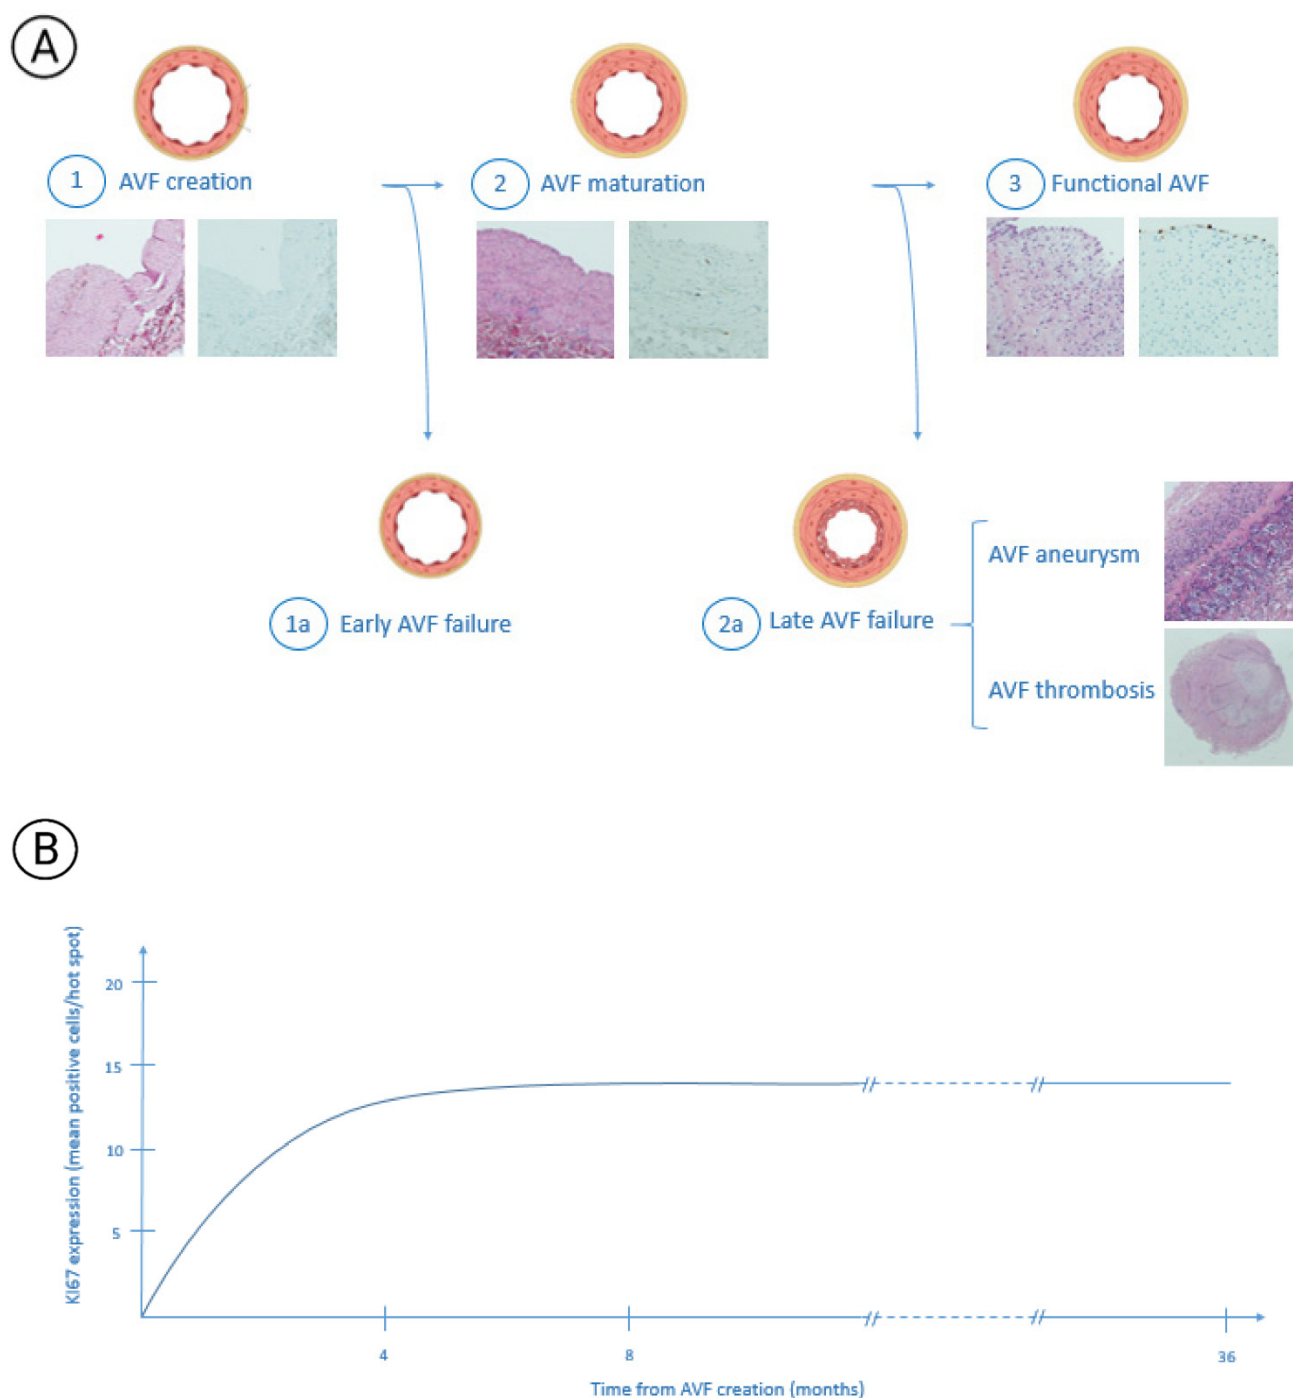 A
1 AVF creation
2 AVF maturation
3 Functional AVF
1a Early AVF failure
2a Late AVF failure
AVF aneurysm
AVF thrombosis
B
KI67 expression (mean positive cells/hot spot)
20
15
10
5
4
8
36
Time from AVF creation (months)